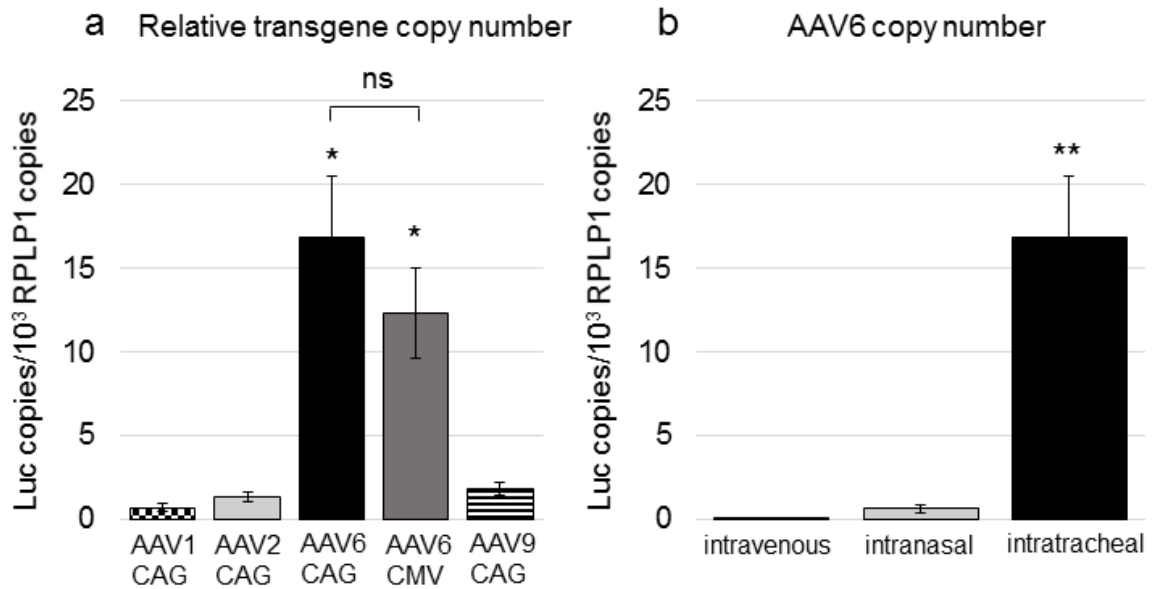 a Relative transgene copy number
Luc copies/10³ RPLP1 copies
25
20
15
10
5
0
ns
*
*
AAV1 CAG
AAV2 CAG
AAV6 CAG
AAV6 CMV
AAV9 CAG
b AAV6 copy number
Luc copies/10³ RPLP1 copies
25
20
15
10
5
0
**
intravenous
intranasal
intratracheal